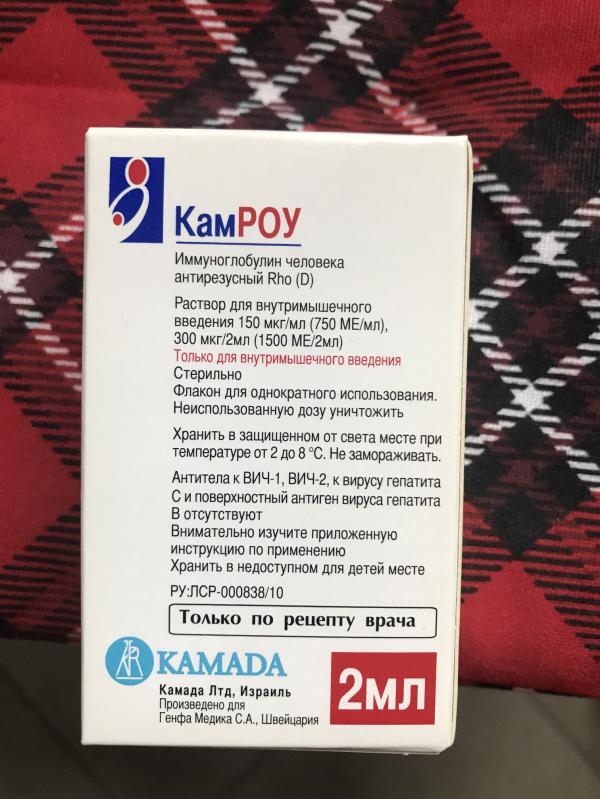 КамРОУ
Иммуноглобулин человека
антирезусный Rho (D)
Раствор для внутримышечного
введения 150 мкг/мл (750 МЕ/мл),
300 мкг/2мл (1500 МЕ/2мл)
Только для внутримышечного введения
Стерильно
Флакон для однократного использования.
Неиспользованную дозу уничтожить
Хранить в защищенном от света месте при
температуре от 2 до 8 °С. Не замораживать.
Антитела к ВИЧ-1, ВИЧ-2, к вирусу гепатита
С и поверхностный антиген вируса гепатита
В отсутствуют
Внимательно изучите приложенную
инструкцию по применению
Хранить в недоступном для детей месте
РУ:ЛСР-000838/10
Только по рецепту врача
KAMADA
Камада Лтд, Израиль
Произведено для
Генфа Медика С.А., Швейцария
2мл